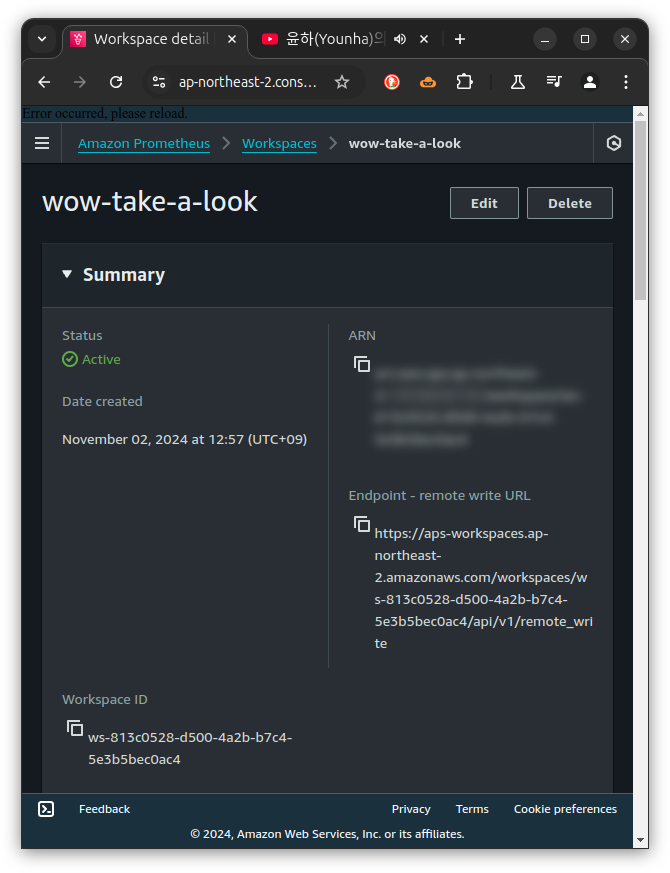 Workspace detail
윤하(Younha)의
ap-northeast-2.cons…
Error occurred, please reload.
Amazon Prometheus
Workspaces
wow-take-a-look
wow-take-a-look
Edit
Delete
Summary
Status
Active
Date created
November 02, 2024 at 12:57 (UTC+09)
ARN
Endpoint - remote write URL
https://aps-workspaces.ap-
northeast-
2.amazonaws.com/workspaces/w
s-813c0528-d500-4a2b-b7c4-
5e3b5bec0ac4/api/v1/remote_wri
te
Workspace ID
ws-813c0528-d500-4a2b-b7c4-
5e3b5bec0ac4
Feedback
Privacy
Terms
Cookie preferences
© 2024, Amazon Web Services, Inc. or its affiliates.